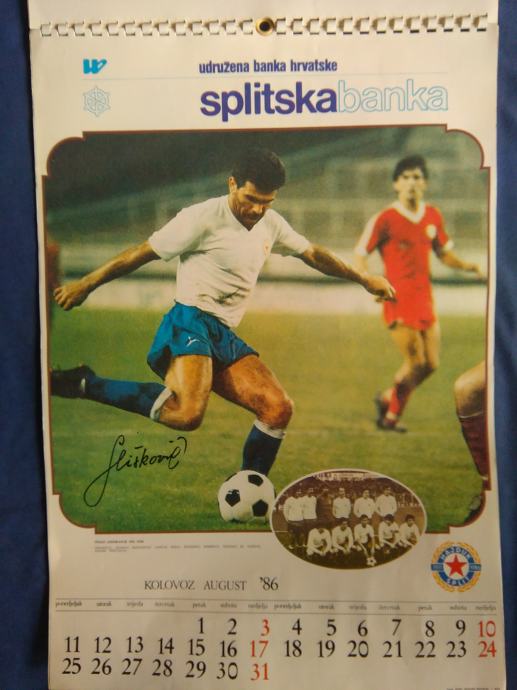 udružena banka hrvatske
splitskabanka
Slišković
HAJDUK
SPLIT
KOLOVOZ AUGUST '86
ponedjeljak utorak srijeda četvrtak petak subota nedjelja ponedjeljak utorak srijeda četvrtak petak subota nedjelja
1 2 3 4 5 6 7 8 9 10
11 12 13 14 15 16 17 18 19 20 21 22 23 24
25 26 27 28 29 30 31